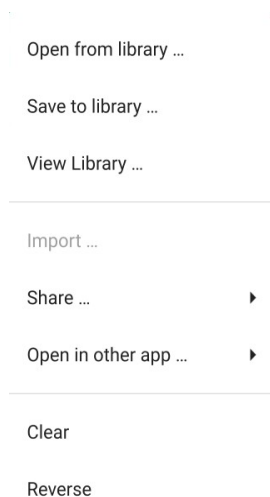 Open from library ...
Save to library ...
View Library ...
Import ...
Share ...
Open in other app ...
Clear
Reverse